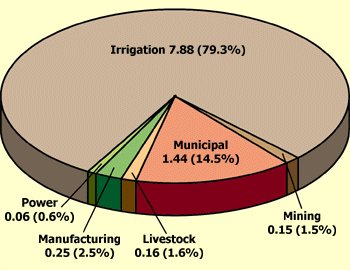 Irrigation 7.88 (79.3%)
Municipal
1.44 (14.5%)
Power
0.06 (0.6%)
Manufacturing
0.25 (2.5%)
Livestock
0.16 (1.6%)
Mining
0.15 (1.5%)